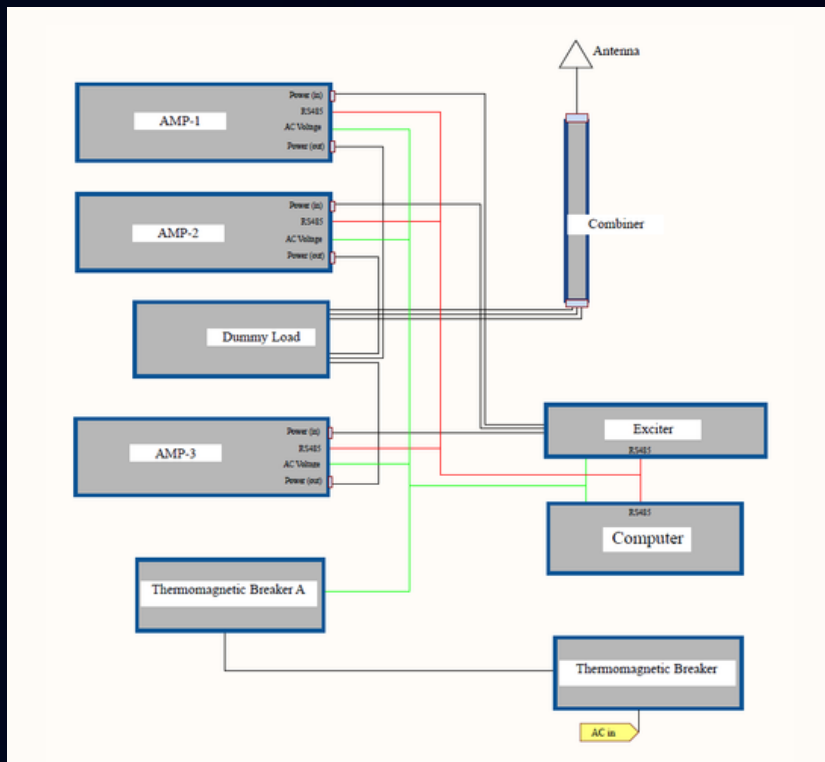 Antenna
Power (in)
RS485
AMP-1
AC Voltage
Power (out)
Power (in)
RS485
AMP-2
AC Voltage
Power (out)
Combiner
Dummy Load
Power (in)
RS485
AMP-3
AC Voltage
Power (out)
Exciter
RS485
RS485
Computer
Thermomagnetic Breaker A
Thermomagnetic Breaker
AC in